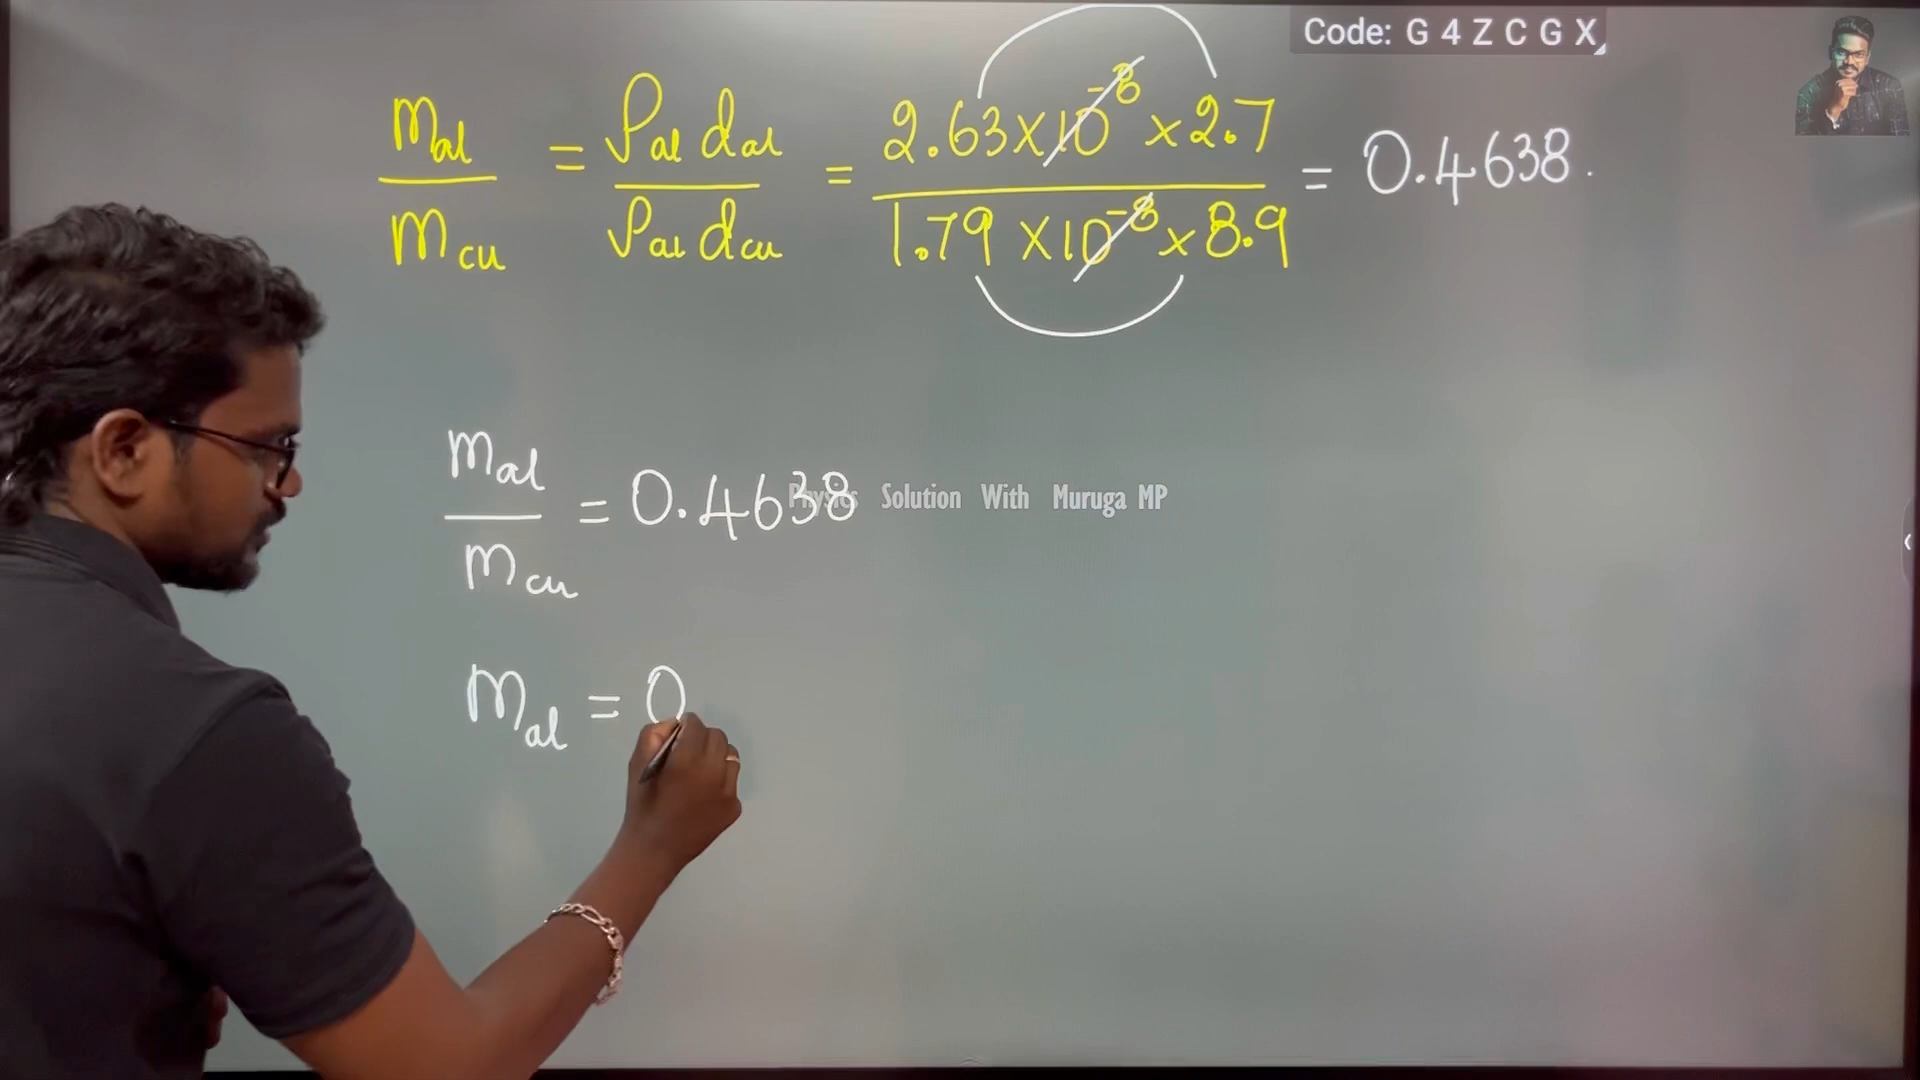 Code: G 4 Z C G X
m_al / m_cu = ρ_al d_al / ρ_al d_cu = 2.63 × 10^-8 × 2.7 / 1.79 × 10^-8 × 8.9 = 0.4638.
m_al / m_cu = 0.4638
Physics Solution With Muruga MP
m_al = 0